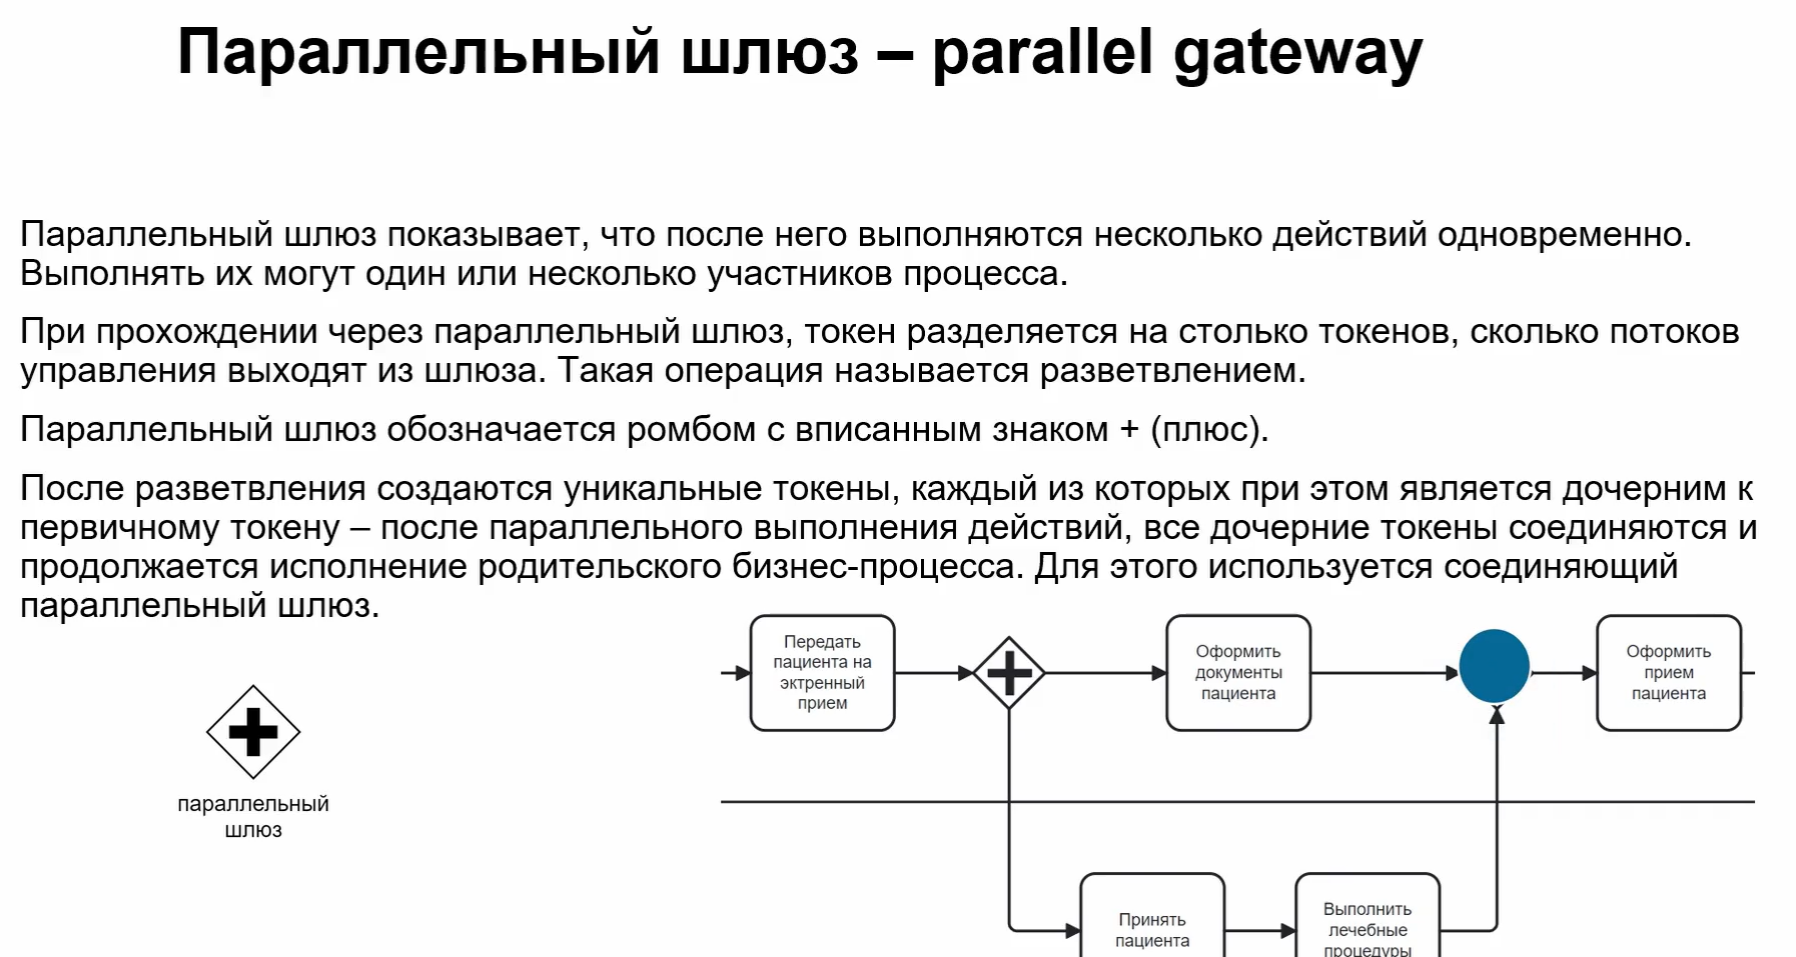 Параллельный шлюз – parallel gateway
Параллельный шлюз показывает, что после него выполняются несколько действий одновременно.
Выполнять их могут один или несколько участников процесса.
При прохождении через параллельный шлюз, токен разделяется на столько токенов, сколько потоков
управления выходят из шлюза. Такая операция называется разветвлением.
Параллельный шлюз обозначается ромбом с вписанным знаком + (плюс).
После разветвления создаются уникальные токены, каждый из которых при этом является дочерним к
первичному токену – после параллельного выполнения действий, все дочерние токены соединяются и
продолжается исполнение родительского бизнес-процесса. Для этого используется соединяющий
параллельный шлюз.
Передать
пациента на
эктренный
прием
Оформить
документы
пациента
Оформить
прием
пациента
параллельный
шлюз
Принять
пациента
Выполнить
лечебные
процедуры